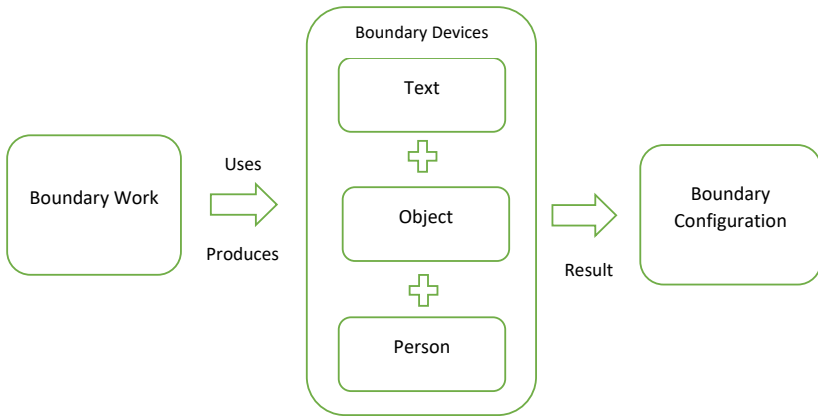 Boundary Devices
Text
Boundary Work
Uses
Produces
Object
Person
Result
Boundary
Configuration